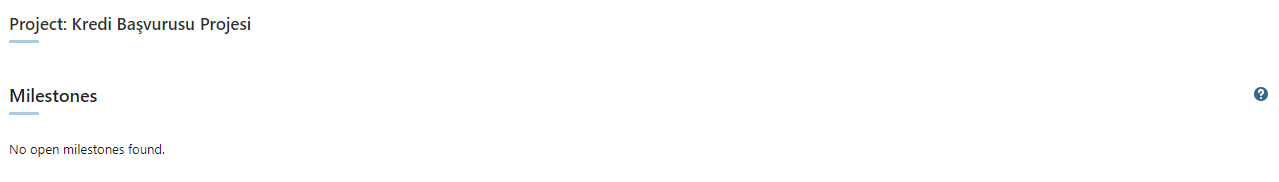 Project: Kredi Başvurusu Projesi
Milestones
?
No open milestones found.